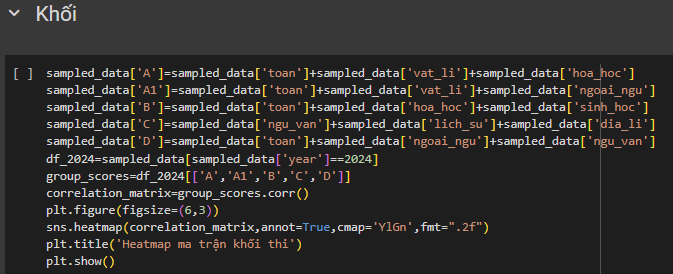 Khối
[ ] sampled_data['A']=sampled_data['toan']+sampled_data['vat_li']+sampled_data['hoa_hoc']
sampled_data['A1']=sampled_data['toan']+sampled_data['vat_li']+sampled_data['ngoai_ngu']
sampled_data['B']=sampled_data['toan']+sampled_data['hoa_hoc']+sampled_data['sinh_hoc']
sampled_data['C']=sampled_data['ngu_van']+sampled_data['lich_su']+sampled_data['dia_li']
sampled_data['D']=sampled_data['toan']+sampled_data['ngoai_ngu']+sampled_data['ngu_van']
df_2024=sampled_data[sampled_data['year']==2024]
group_scores=df_2024[['A','A1','B','C','D']]
correlation_matrix=group_scores.corr()
plt.figure(figsize=(6,3))
sns.heatmap(correlation_matrix,annot=True,cmap='YlGn',fmt=".2f")
plt.title('Heatmap ma trận khối thi')
plt.show()